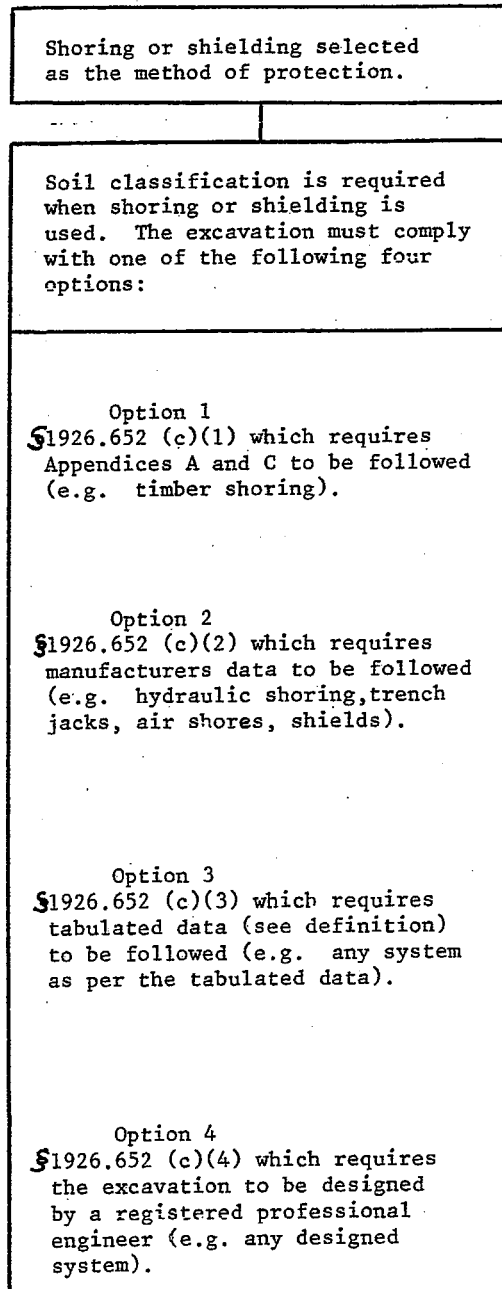 Shoring or shielding selected
as the method of protection.
Soil classification is required
when shoring or shielding is
used. The excavation must comply
with one of the following four
options:
Option 1
§1926.652 (c)(1) which requires
Appendices A and C to be followed
(e.g. timber shoring).
Option 2
§1926.652 (c)(2) which requires
manufacturers data to be followed
(e.g. hydraulic shoring,trench
jacks, air shores, shields).
Option 3
§1926.652 (c)(3) which requires
tabulated data (see definition)
to be followed (e.g. any system
as per the tabulated data).
Option 4
§1926.652 (c)(4) which requires
the excavation to be designed
by a registered professional
engineer (e.g. any designed
system).